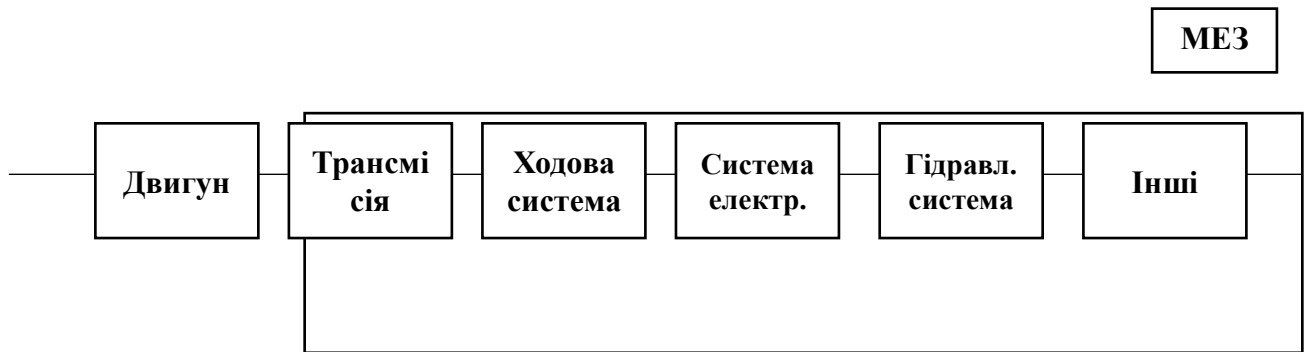 МЕЗ
Двигун
Трансмі
сія
Ходова
система
Система
електр.
Гідравл.
система
Інші